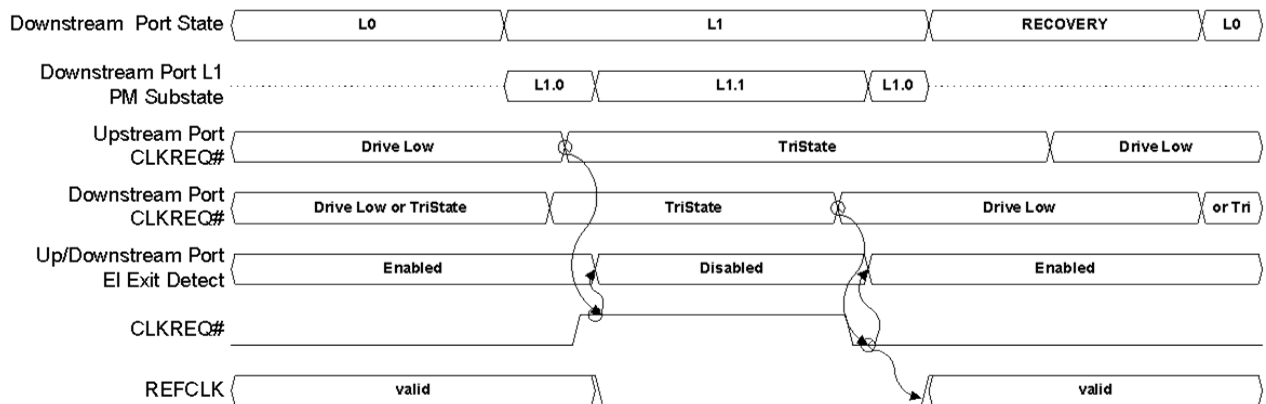 Downstream Port State L0 L1 RECOVERY L0
Downstream Port L1
PM Substate L1.0 L1.1 L1.0
Upstream Port
CLKREQ# Drive Low TriState Drive Low
Downstream Port
CLKREQ# Drive Low or TriState TriState Drive Low or Tri
Up/Downstream Port
EI Exit Detect Enabled Disabled Enabled
CLKREQ#
REFCLK valid valid